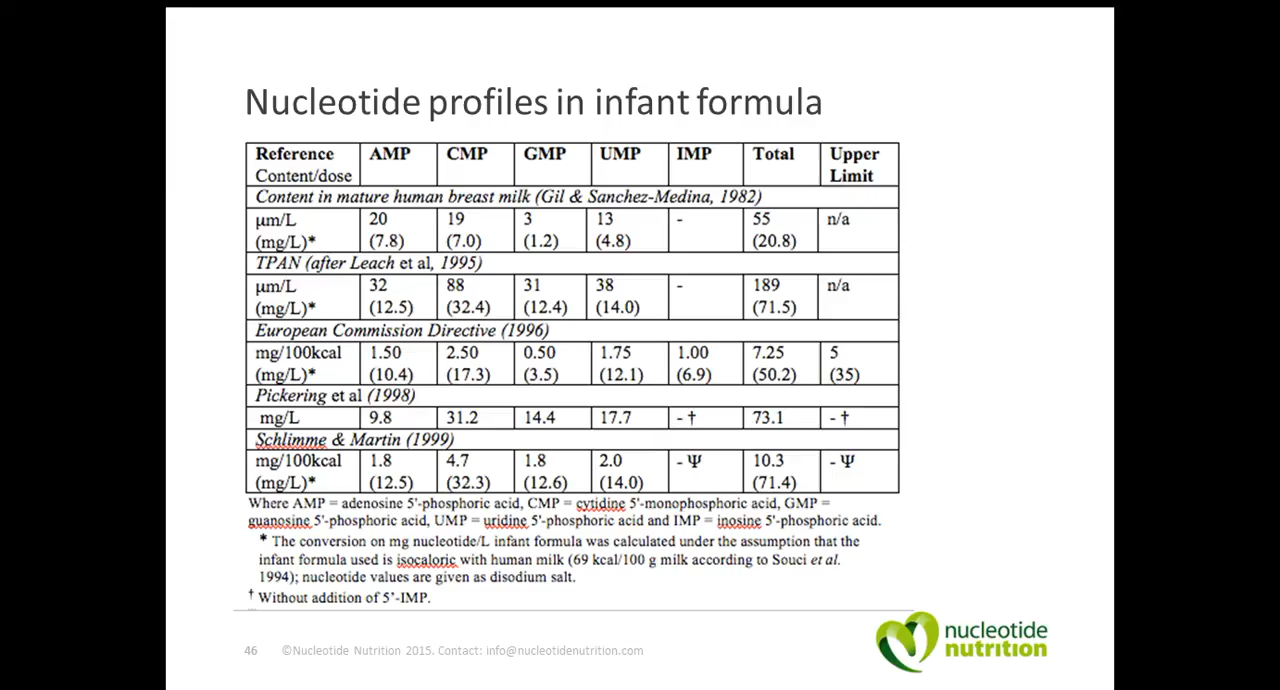 Nucleotide profiles in infant formula
Reference AMP CMP GMP UMP IMP Total Upper
Content/dose Limit
Content in mature human breast milk (Gil & Sanchez-Medina, 1982)
µm/L 20 19 3 13 - 55 n/a
(mg/L)* (7.8) (7.0) (1.2) (4.8) (20.8)
TPAN (after Leach et al, 1995)
µm/L 32 88 31 38 - 189 n/a
(mg/L)* (12.5) (32.4) (12.4) (14.0) (71.5)
European Commission Directive (1996)
mg/100kcal 1.50 2.50 0.50 1.75 1.00 7.25 5
(mg/L)* (10.4) (17.3) (3.5) (12.1) (6.9) (50.2) (35)
Pickering et al (1998)
mg/L 9.8 31.2 14.4 17.7 - † 73.1 - †
Schlimme & Martin (1999)
mg/100kcal 1.8 4.7 1.8 2.0 - Ψ 10.3 - Ψ
(mg/L)* (12.5) (32.3) (12.6) (14.0) (71.4)
Where AMP = adenosine 5'-phosphoric acid, CMP = cytidine 5'-monophosphoric acid, GMP =
guanosine 5'-phosphoric acid, UMP = uridine 5'-phosphoric acid and IMP = inosine 5'-phosphoric acid.
* The conversion on mg nucleotide/L infant formula was calculated under the assumption that the
infant formula used is isocaloric with human milk (69 kcal/100 g milk according to Souci et al.
1994); nucleotide values are given as disodium salt.
† Without addition of 5'-IMP.
46 ©Nucleotide Nutrition 2015. Contact: info@nucleotidenutrition.com
nucleotide
nutrition